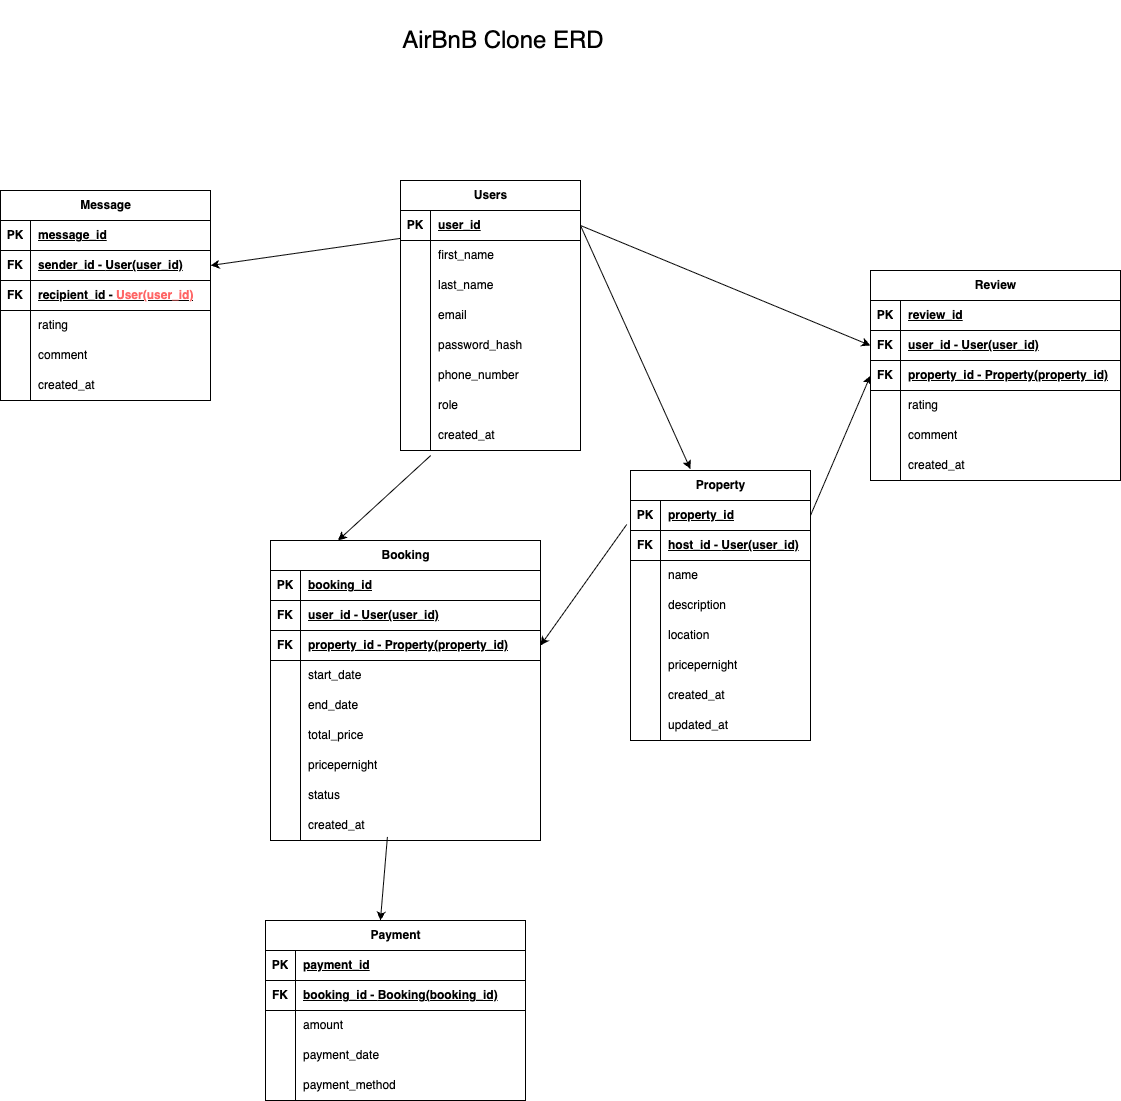 AirBnB Clone ERD
Message
PK message_id
FK sender_id - User(user_id)
FK recipient_id - User(user_id)
rating
comment
created_at
Users
PK user_id
first_name
last_name
email
password_hash
phone_number
role
created_at
Review
PK review_id
FK user_id - User(user_id)
FK property_id - Property(property_id)
rating
comment
created_at
Property
PK property_id
FK host_id - User(user_id)
name
description
location
pricepernight
created_at
updated_at
Booking
PK booking_id
FK user_id - User(user_id)
FK property_id - Property(property_id)
start_date
end_date
total_price
pricepernight
status
created_at
Payment
PK payment_id
FK booking_id - Booking(booking_id)
amount
payment_date
payment_method